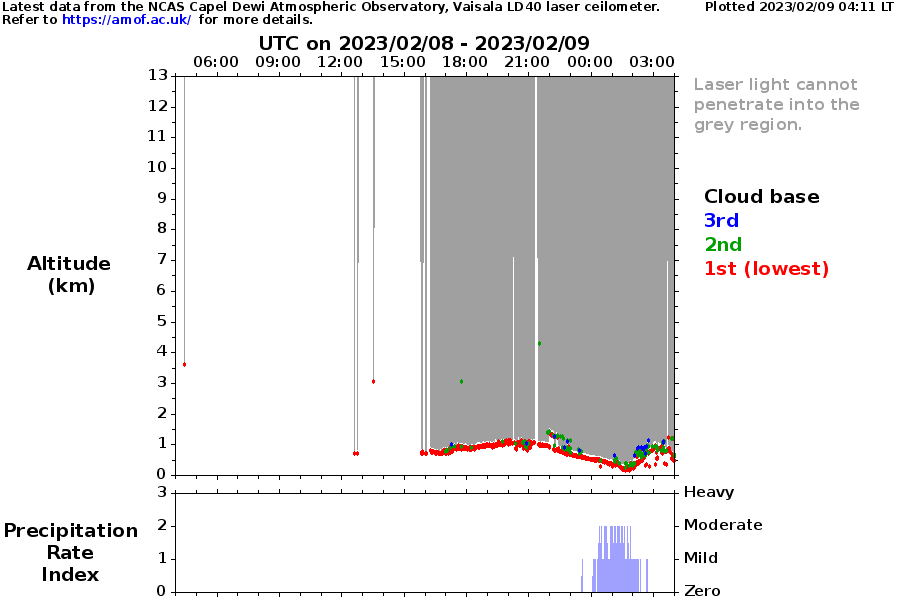 Latest data from the NCAS Capel Dewi Atmospheric Observatory, Vaisala LD40 laser ceilometer. Plotted 2023/02/09 04:11 LT
Refer to https://amof.ac.uk/ for more details.
UTC on 2023/02/08 - 2023/02/09
06:00 09:00 12:00 15:00 18:00 21:00 00:00 03:00
13
12
11
10
9
8
7
6
5
4
3
2
1
0
Altitude
(km)
Laser light cannot
penetrate into the
grey region.
Cloud base
3rd
2nd
1st (lowest)
3 Heavy
2 Moderate
1 Mild
0 Zero
Precipitation
Rate
Index